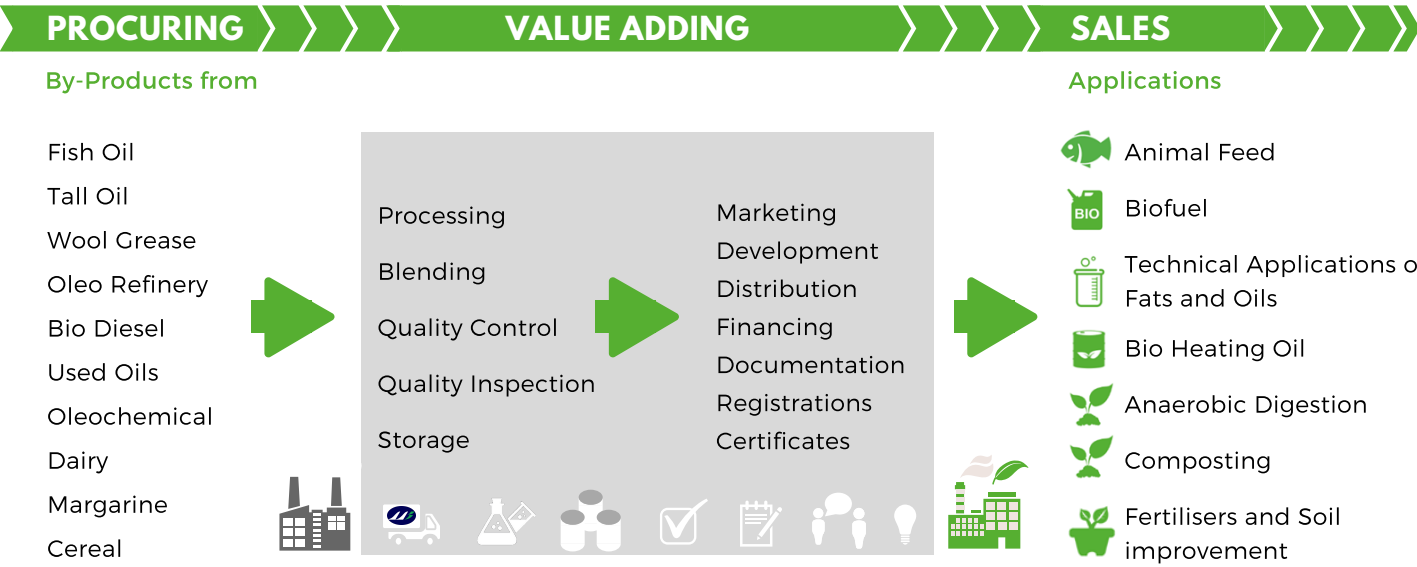 PROCURING
VALUE ADDING
SALES
By-Products from
Applications
Fish Oil
Tall Oil
Wool Grease
Oleo Refinery
Bio Diesel
Used Oils
Oleochemical
Dairy
Margarine
Cereal
Processing
Blending
Quality Control
Quality Inspection
Storage
Marketing
Development
Distribution
Financing
Documentation
Registrations
Certificates
Animal Feed
BIO
Biofuel
Technical Applications o
Fats and Oils
Bio Heating Oil
Anaerobic Digestion
Composting
Fertilisers and Soil
improvement